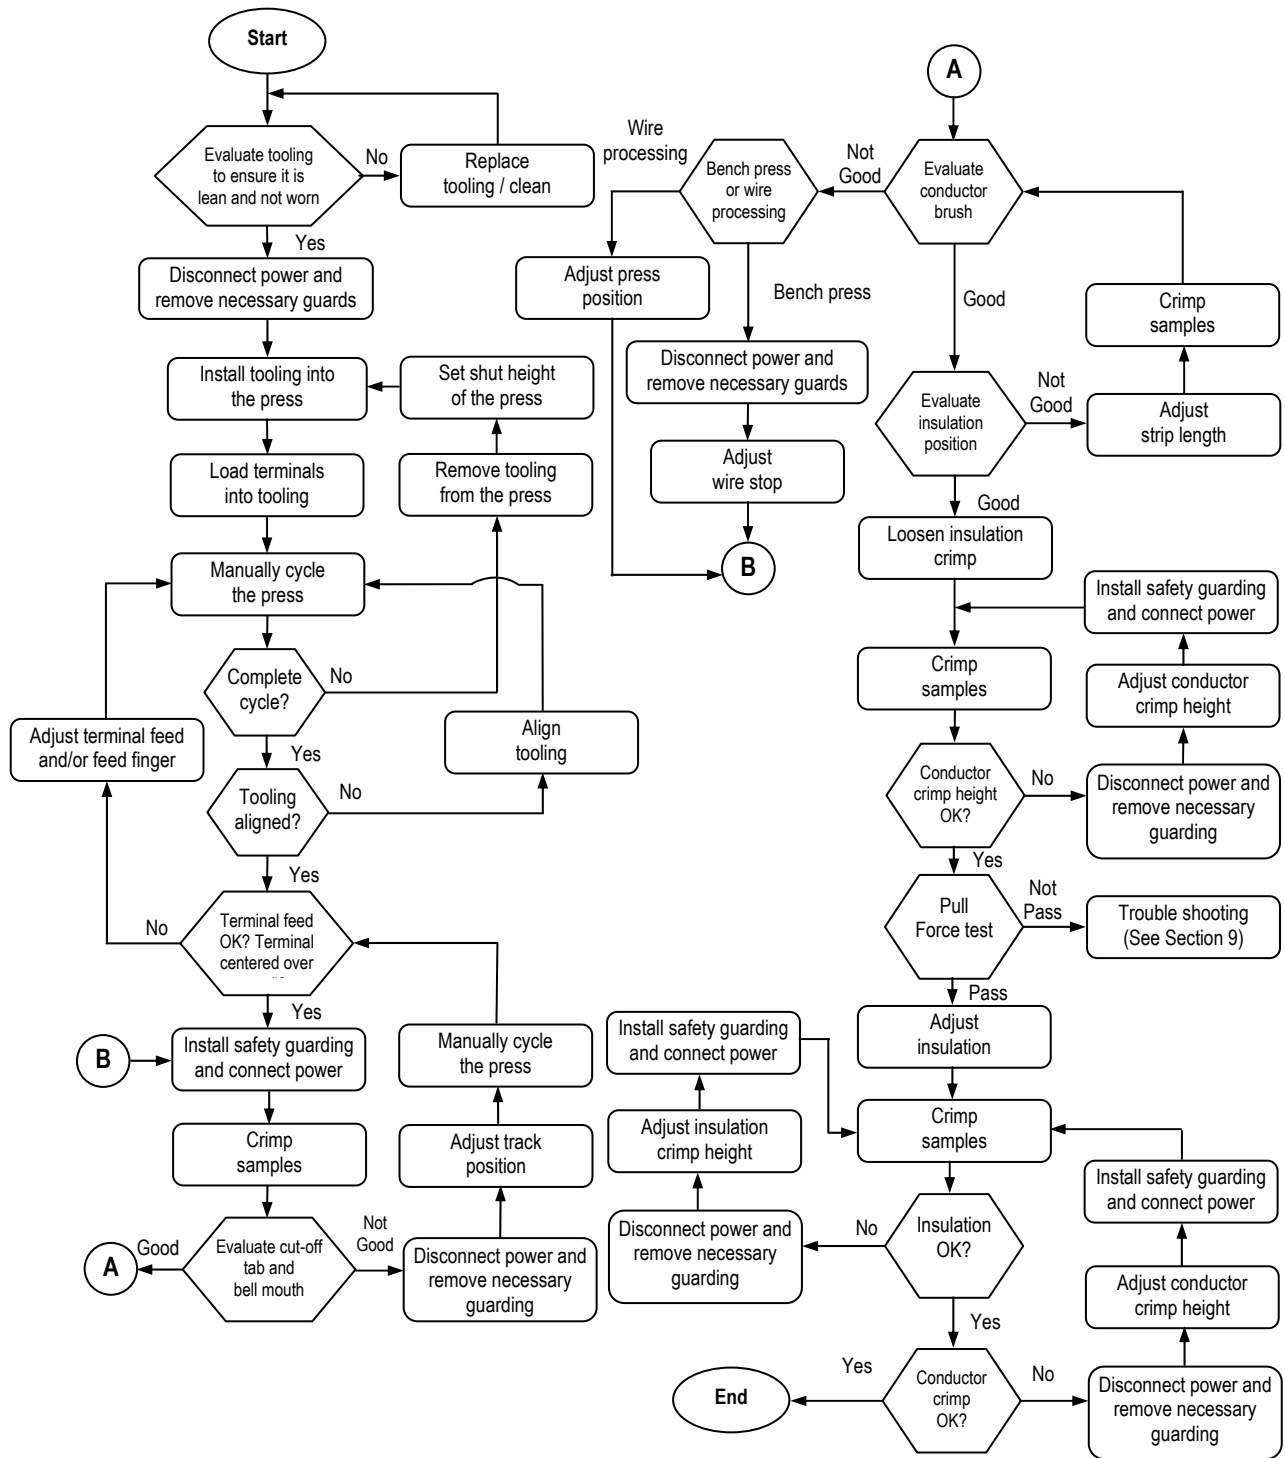 Start
Evaluate tooling
to ensure it is
lean and not worn
No
Replace
tooling / clean
Yes
Disconnect power and
remove necessary guards
Install tooling into
the press
Set shut height
of the press
Load terminals
into tooling
Remove tooling
from the press
Manually cycle
the press
Complete
cycle?
No
Adjust terminal feed
and/or feed finger
Align
tooling
Yes
Tooling
aligned?
No
Yes
Terminal feed
OK? Terminal
centered over
No
Yes
B
Install safety guarding
and connect power
Manually cycle
the press
Crimp
samples
Adjust track
position
A
Good
Evaluate cut-off
tab and
bell mouth
Not
Good
Disconnect power and
remove necessary
guarding
A
Wire
processing
Bench press
or wire
processing
Not
Good
Evaluate
conductor
brush
Adjust press
position
Bench press
Good
Crimp
samples
Disconnect power and
remove necessary guards
Evaluate
insulation
position
Not
Good
Adjust
strip length
Adjust
wire stop
Good
B
Loosen insulation
crimp
Install safety guarding
and connect power
Crimp
samples
Adjust conductor
crimp height
Conductor
crimp height
OK?
No
Disconnect power and
remove necessary
guarding
Yes
Pull
Force test
Not
Pass
Trouble shooting
(See Section 9)
Pass
Install safety guarding
and connect power
Adjust
insulation
Adjust insulation
crimp height
Crimp
samples
Install safety guarding
and connect power
Disconnect power and
remove necessary
guarding
No
Insulation
OK?
Adjust conductor
crimp height
Yes
End
Yes
Conductor
crimp
OK?
No
Disconnect power and
remove necessary
guarding